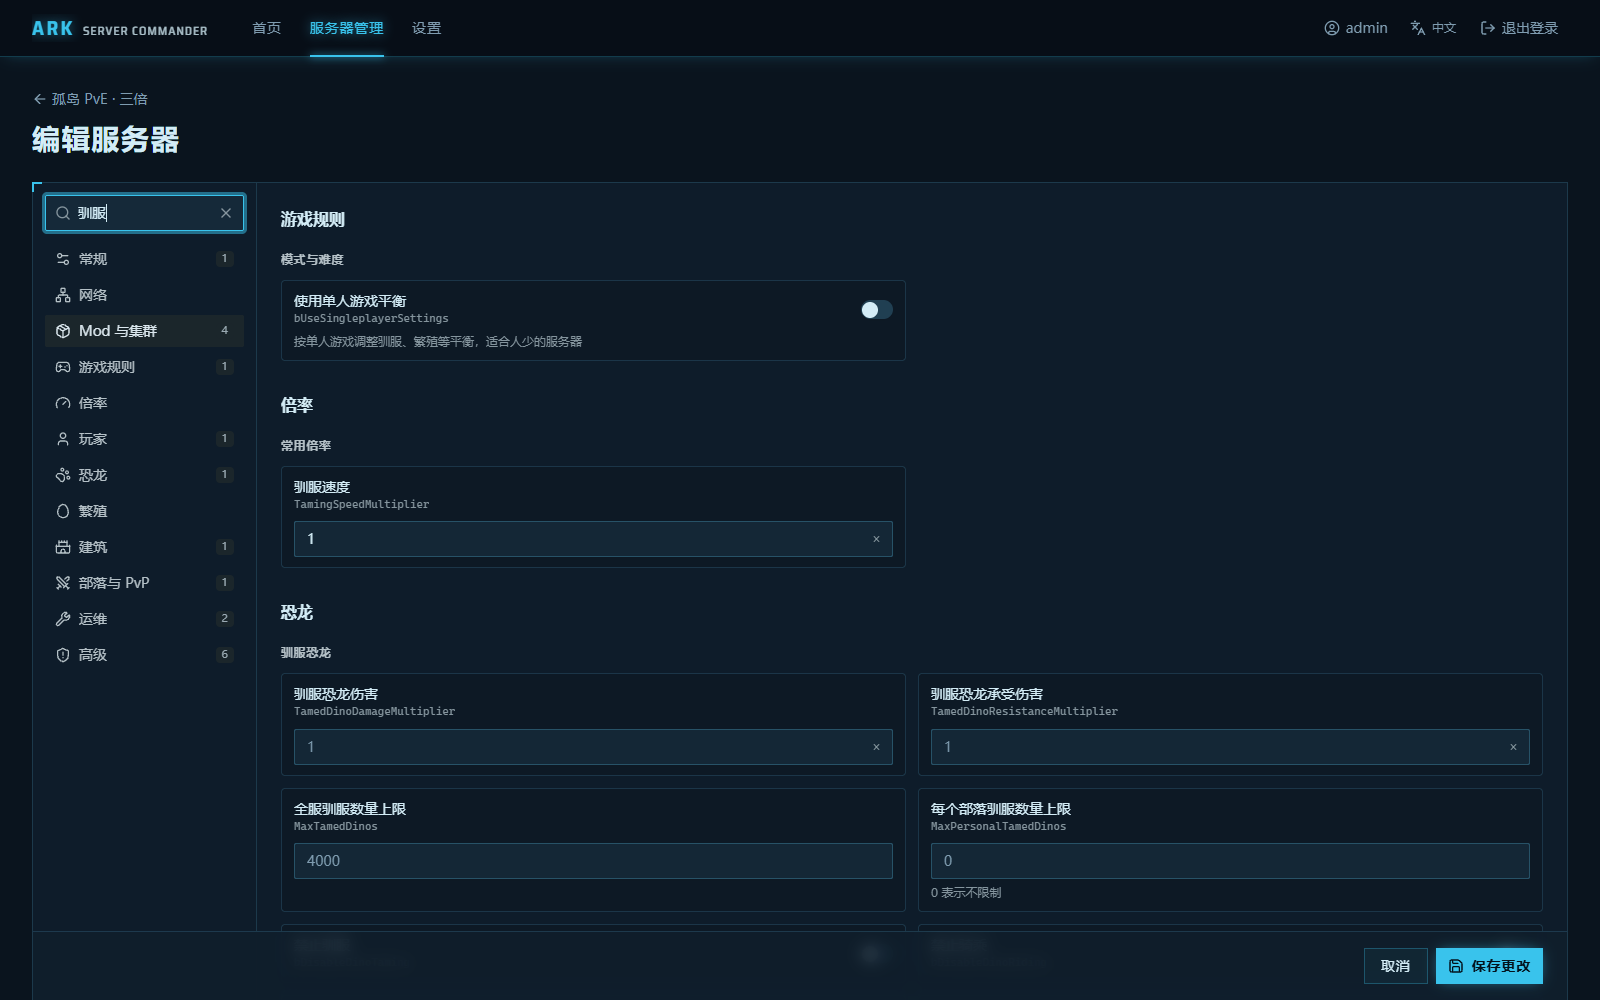 ARK SERVER COMMANDER
首页
服务器管理
设置
admin
中文
退出登录
孤岛 PvE · 三倍
编辑服务器
驯服
常规 1
网络
Mod 与集群 4
游戏规则 1
倍率
玩家 1
恐龙 1
繁殖
建筑 1
部落与 PvP 1
运维 2
高级 6
游戏规则
模式与难度
使用单人游戏平衡
bUseSingleplayerSettings
按单人游戏调整驯服、繁殖等平衡，适合人少的服务器
倍率
常用倍率
驯服速度
TamingSpeedMultiplier
1 ×
恐龙
驯服恐龙
驯服恐龙伤害
TamedDinoDamageMultiplier
1 ×
驯服恐龙承受伤害
TamedDinoResistanceMultiplier
1 ×
全服驯服数量上限
MaxTamedDinos
4000
每个部落驯服数量上限
MaxPersonalTamedDinos
0
0 表示不限制
取消
保存更改